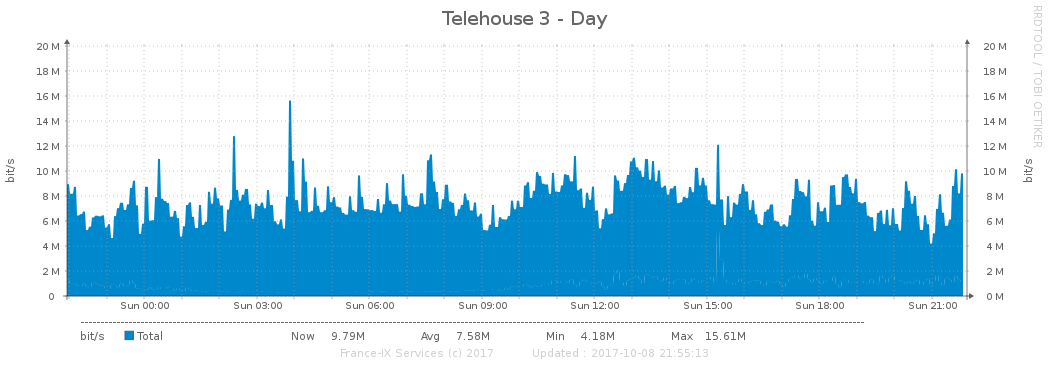 Telehouse 3 - Day
RRDTOOL / TOBI OETIKER
bit/s
20 M 20 M
18 M 18 M
16 M 16 M
14 M 14 M
12 M 12 M
10 M 10 M
8 M 8 M
6 M 6 M
4 M 4 M
2 M 2 M
0 0 M
bit/s
Sun 00:00 Sun 03:00 Sun 06:00 Sun 09:00 Sun 12:00 Sun 15:00 Sun 18:00 Sun 21:00
bit/s Total Now 9.79M Avg 7.58M Min 4.18M Max 15.61M
France-IX Services (c) 2017 Updated : 2017-10-08 21:55:13